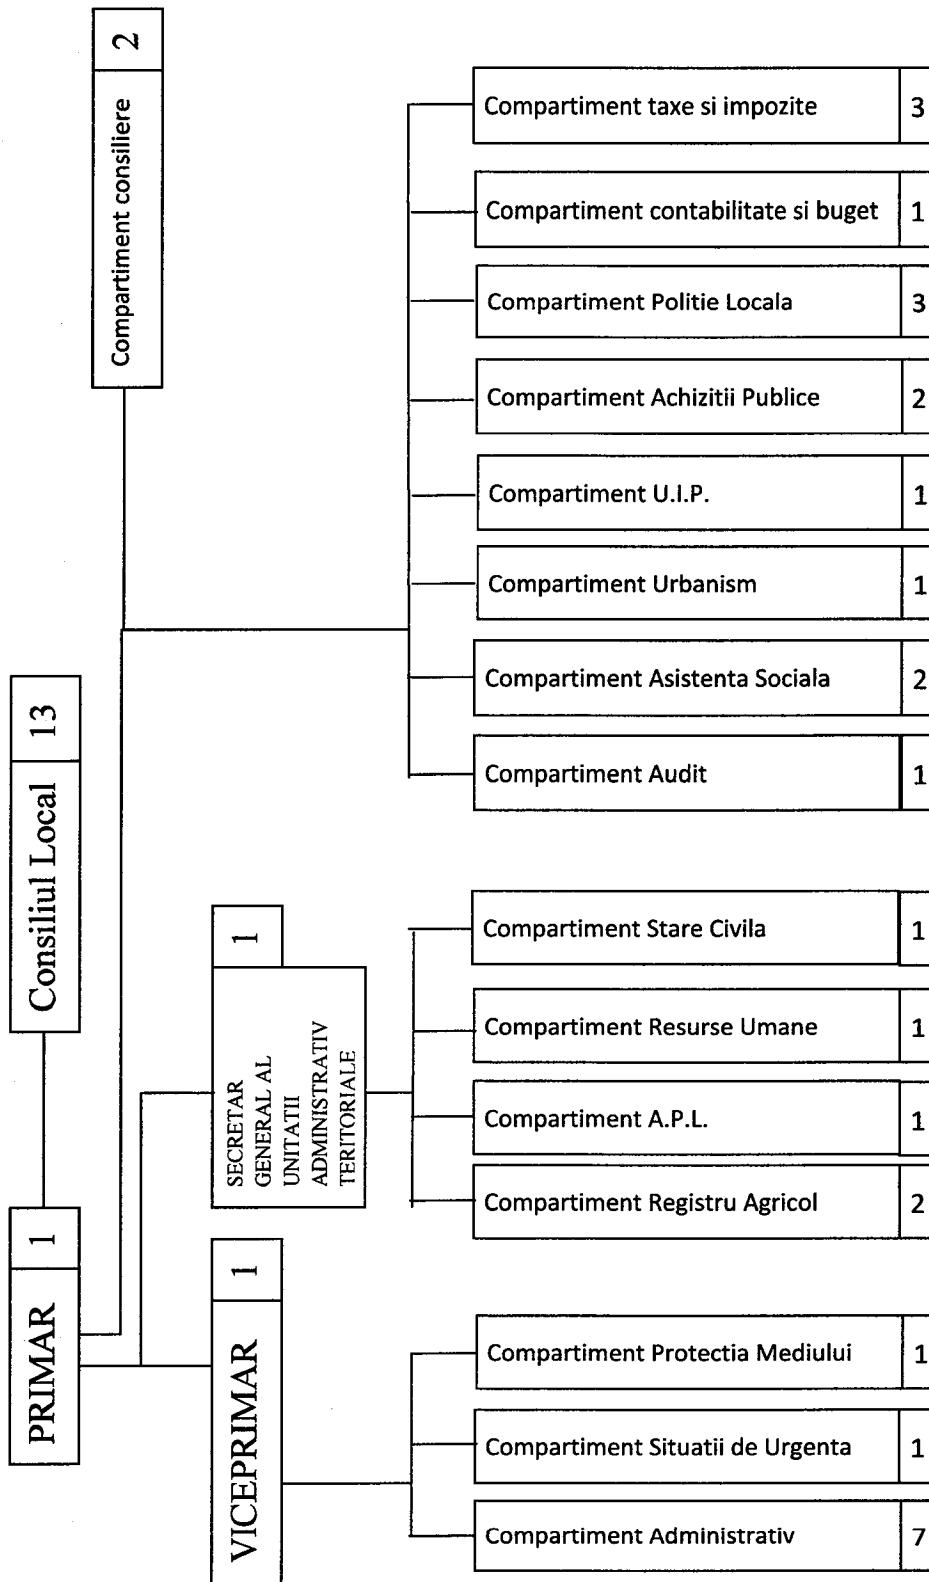 PRIMAR 1
Consiliul Local 13
Compartiment consiliere 2
VICEPRIMAR 1
SECRETAR
GENERAL AL
UNITATII
ADMINISTRATIV
TERITORIALE
1
Compartiment taxe si impozite 3
Compartiment contabilitate si buget 1
Compartiment Politie Locala 3
Compartiment Achizitii Publice 2
Compartiment U.I.P. 1
Compartiment Urbanism 1
Compartiment Asistenta Sociala 2
Compartiment Audit 1
Compartiment Stare Civila 1
Compartiment Resurse Umane 1
Compartiment A.P.L. 1
Compartiment Registru Agricol 2
Compartiment Protectia Mediului 1
Compartiment Situatii de Urgenta 1
Compartiment Administrativ 7